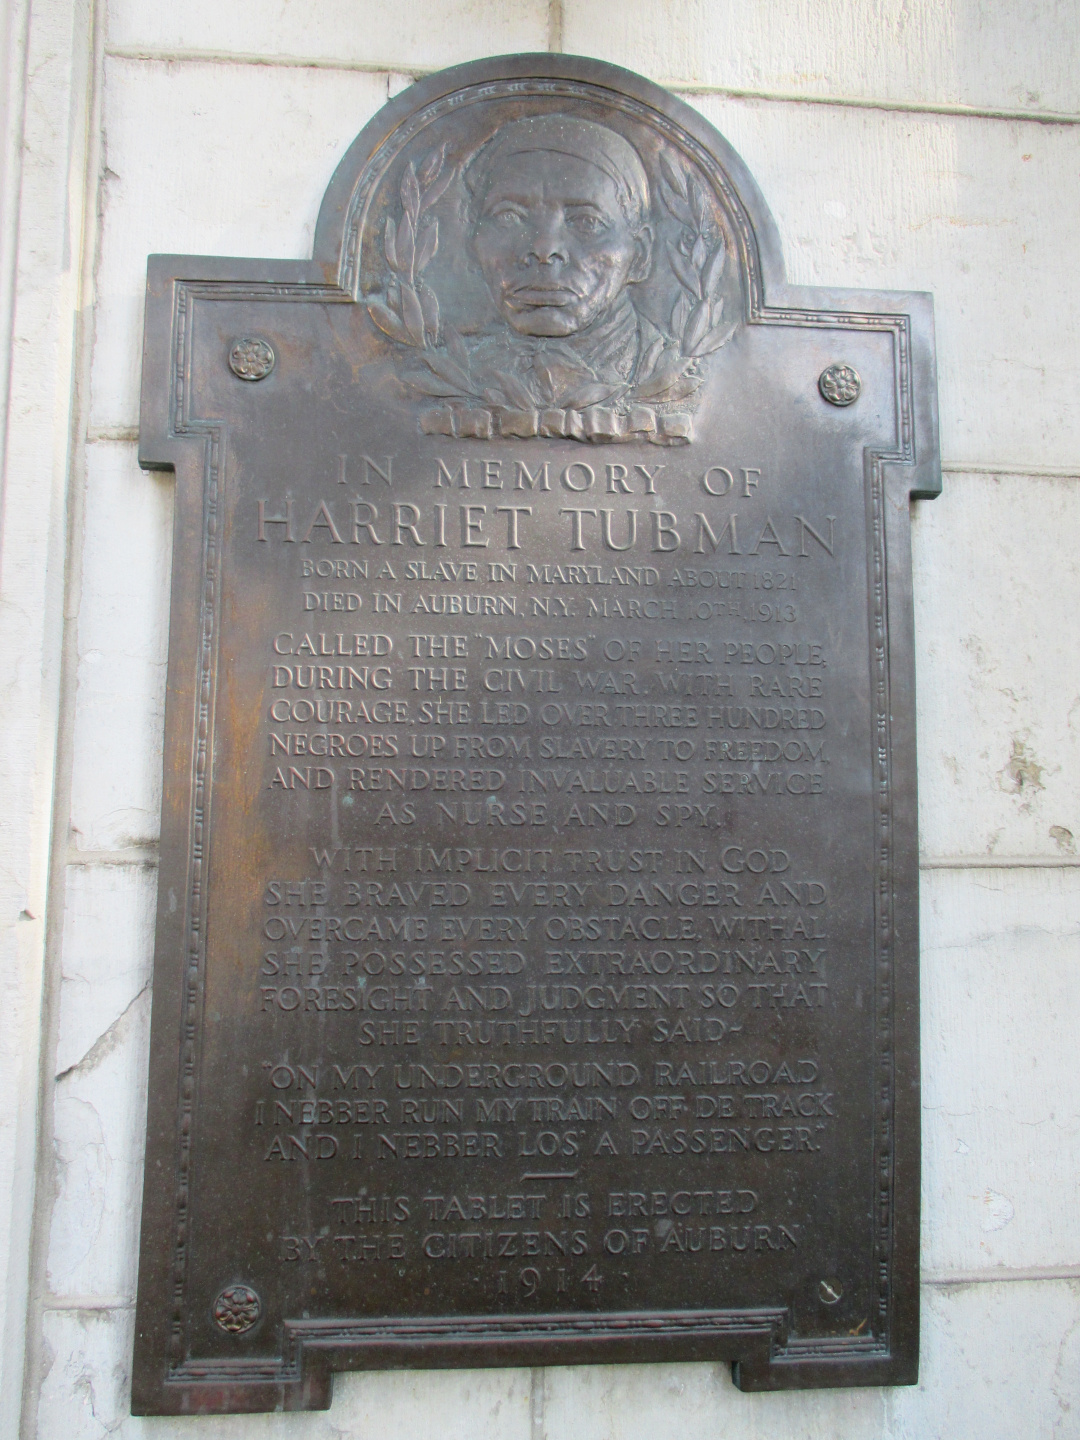 IN MEMORY OF
HARRIET TUBMAN
BORN A SLAVE IN MARYLAND ABOUT 1821
DIED IN AUBURN, N.Y. MARCH 10TH, 1913
CALLED THE "MOSES" OF HER PEOPLE,
DURING THE CIVIL WAR. WITH RARE
COURAGE, SHE LED OVER THREE HUNDRED
NEGROES UP FROM SLAVERY TO FREEDOM,
AND RENDERED INVALUABLE SERVICE
AS NURSE AND SPY.
WITH IMPLICIT TRUST IN GOD
SHE BRAVED EVERY DANGER AND
OVERCAME EVERY OBSTACLE, WITHAL
SHE POSSESSED EXTRAORDINARY
FORESIGHT AND JUDGMENT SO THAT
SHE TRUTHFULLY SAID~
"ON MY UNDERGROUND RAILROAD
I NEBBER RUN MY TRAIN OFF DE TRACK
AND I NEBBER LOS' A PASSENGER."
THIS TABLET IS ERECTED
BY THE CITIZENS OF AUBURN
1914